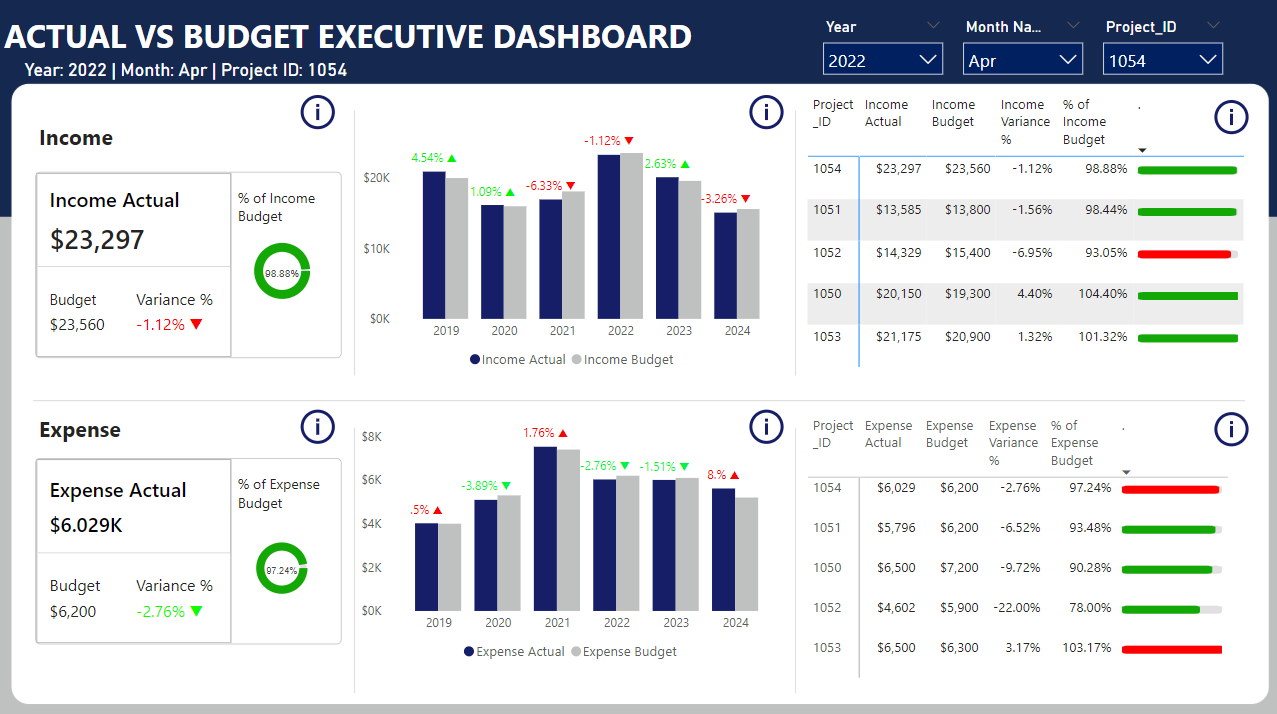 ACTUAL VS BUDGET EXECUTIVE DASHBOARD
Year: 2022 | Month: Apr | Project ID: 1054
Year
Month Na...
Project_ID
2022
Apr
1054
Income
Income Actual
$23,297
Budget
Variance %
$23,560
-1.12% ▼
% of Income
Budget
98.88%
i
4.54% ▲
1.09% ▲
-6.33% ▼
-1.12% ▼
2.63% ▲
-3.26% ▼
$20K
$10K
$0K
2019 2020 2021 2022 2023 2024
Income Actual Income Budget
i
Project
_ID
Income
Actual
Income
Budget
Income
Variance
%
% of
Income
Budget
.
i
1054 $23,297 $23,560 -1.12% 98.88%
1051 $13,585 $13,800 -1.56% 98.44%
1052 $14,329 $15,400 -6.95% 93.05%
1050 $20,150 $19,300 4.40% 104.40%
1053 $21,175 $20,900 1.32% 101.32%
Expense
Expense Actual
$6.029K
Budget
Variance %
$6,200
-2.76% ▼
% of Expense
Budget
97.24%
i
.5% ▲
-3.89% ▼
1.76% ▲
-2.76% ▼
-1.51% ▼
8.% ▲
$8K
$6K
$4K
$2K
$0K
2019 2020 2021 2022 2023 2024
Expense Actual Expense Budget
i
Project
_ID
Expense
Actual
Expense
Budget
Expense
Variance
%
% of
Expense
Budget
.
i
1054 $6,029 $6,200 -2.76% 97.24%
1051 $5,796 $6,200 -6.52% 93.48%
1050 $6,500 $7,200 -9.72% 90.28%
1052 $4,602 $5,900 -22.00% 78.00%
1053 $6,500 $6,300 3.17% 103.17%